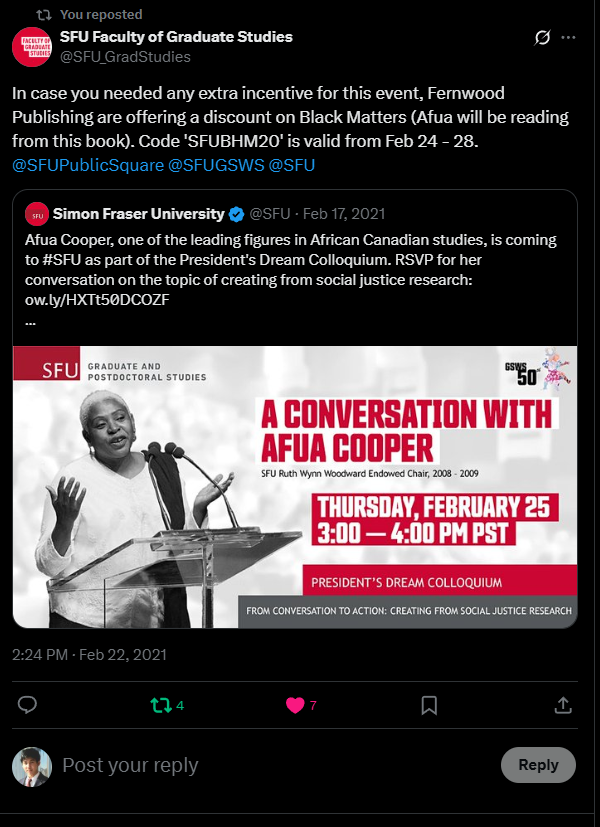 You reposted
FACULTY OF
GRADUATE
STUDIES
SFU Faculty of Graduate Studies
@SFU_GradStudies
In case you needed any extra incentive for this event, Fernwood
Publishing are offering a discount on Black Matters (Afua will be reading
from this book). Code 'SFUBHM20' is valid from Feb 24 - 28.
@SFUPublicSquare @SFUGSWS @SFU
SFU
Simon Fraser University @SFU · Feb 17, 2021
Afua Cooper, one of the leading figures in African Canadian studies, is coming
to #SFU as part of the President's Dream Colloquium. RSVP for her
conversation on the topic of creating from social justice research:
ow.ly/HXTt50DCOZF
...
SFU GRADUATE AND
POSTDOCTORAL STUDIES
GSWS
50
A CONVERSATION WITH
AFUA COOPER
SFU Ruth Wynn Woodward Endowed Chair, 2008 - 2009
THURSDAY, FEBRUARY 25
3:00 — 4:00 PM PST
PRESIDENT'S DREAM COLLOQUIUM
FROM CONVERSATION TO ACTION: CREATING FROM SOCIAL JUSTICE RESEARCH
2:24 PM · Feb 22, 2021
4
7
Post your reply
Reply